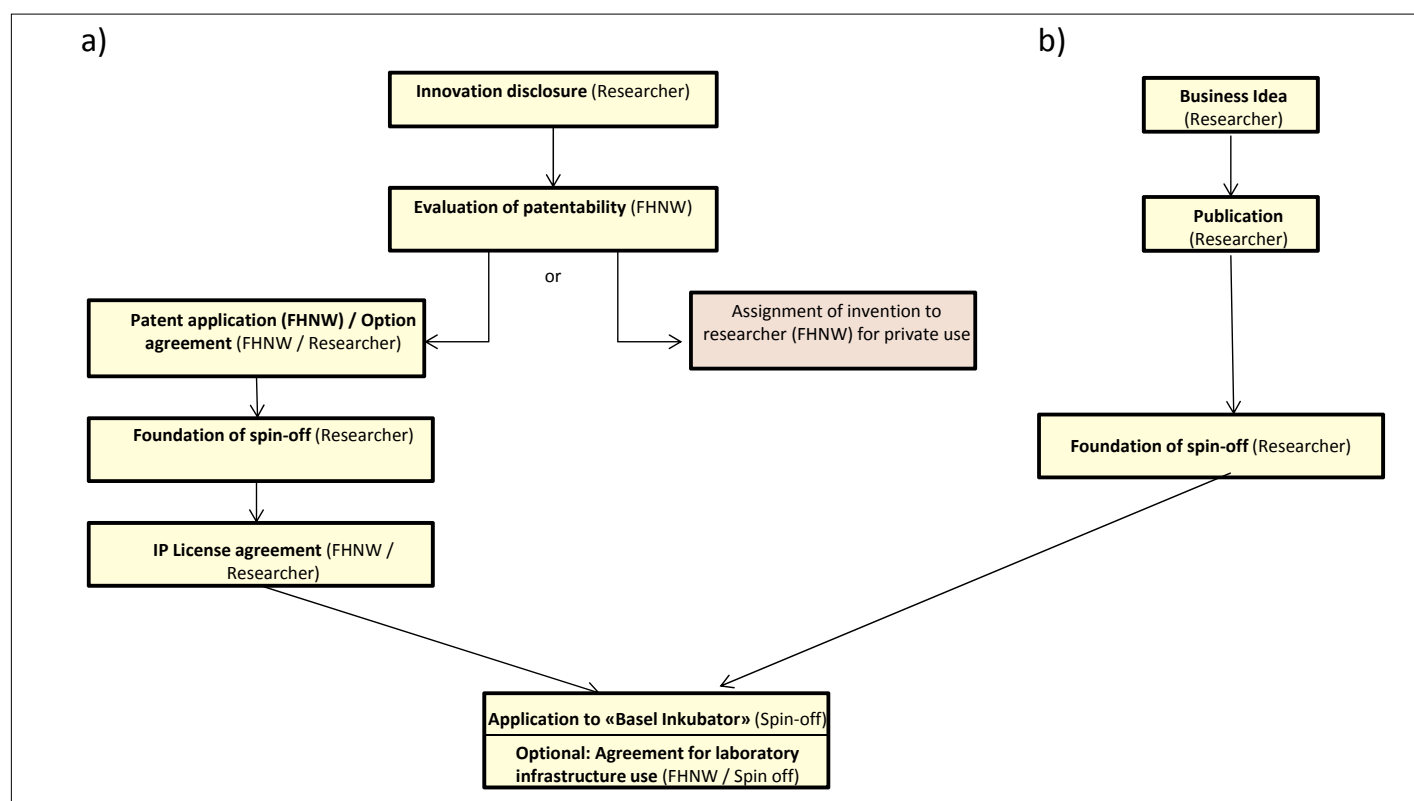 a)
Innovation disclosure (Researcher)
Evaluation of patentability (FHNW)
or
Patent application (FHNW) / Option
agreement (FHNW / Researcher)
Assignment of invention to
researcher (FHNW) for private use
Foundation of spin-off (Researcher)
IP License agreement (FHNW /
Researcher)
b)
Business Idea
(Researcher)
Publication
(Researcher)
Foundation of spin-off (Researcher)
Application to «Basel Inkubator» (Spin-off)
Optional: Agreement for laboratory
infrastructure use (FHNW / Spin off)